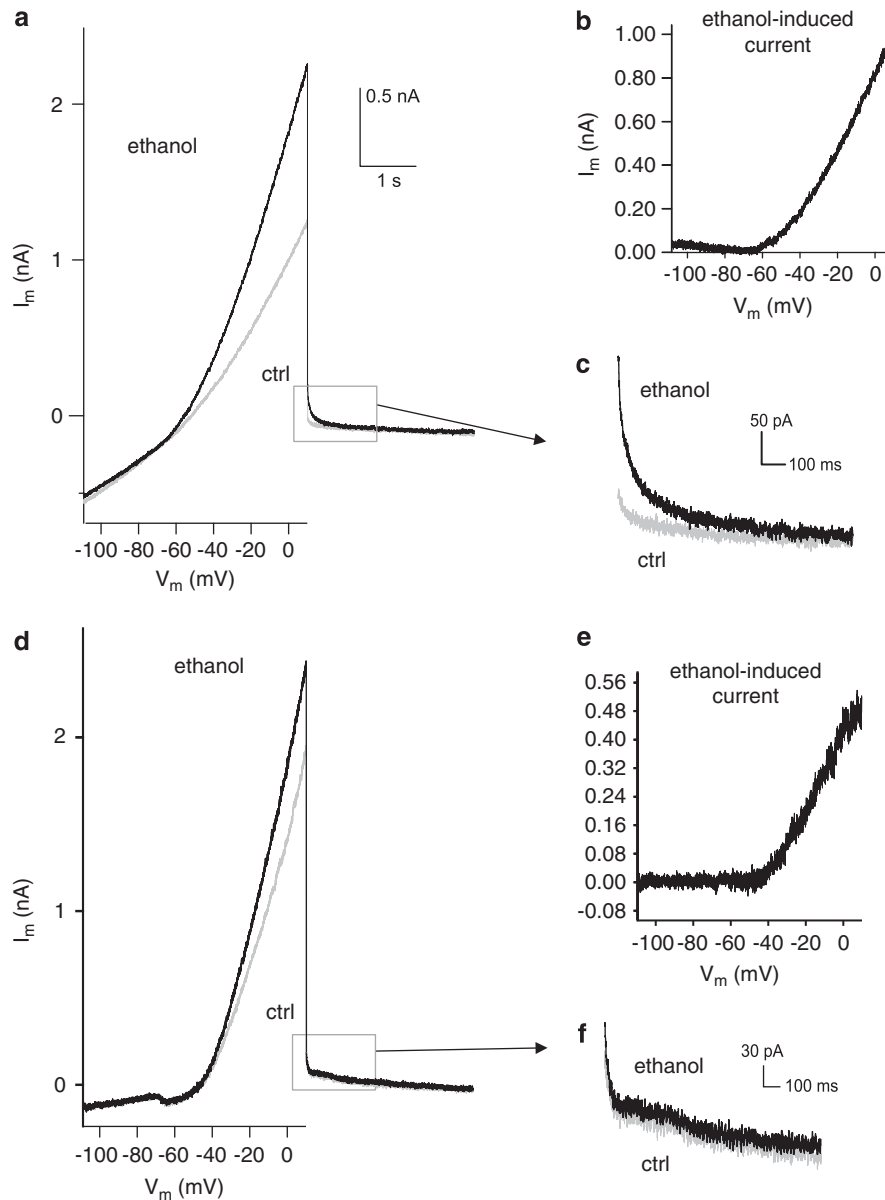 a
2
1
0
I_m (nA)
ethanol
0.5 nA
1 s
ctrl
-100 -80 -60 -40 -20 0
V_m (mV)
b
ethanol-induced
current
1.00
0.80
0.60
0.40
0.20
0.00
I_m (nA)
-100 -80 -60 -40 -20 0
V_m (mV)
c
ethanol
50 pA
100 ms
ctrl
d
ethanol
2
1
0
I_m (nA)
ctrl
-100 -80 -60 -40 -20 0
V_m (mV)
e
ethanol-induced
current
0.56
0.48
0.40
0.32
0.24
0.16
0.08
0.00
-0.08
-100 -80 -60 -40 -20 0
V_m (mV)
f
ethanol
30 pA
100 ms
ctrl